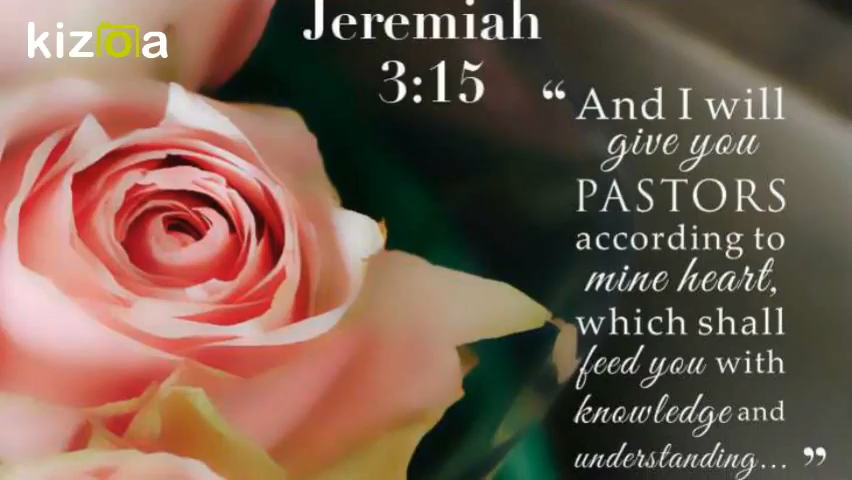 kizoa
Jeremiah
3:15
“ And I will
give you
PASTORS
according to
mine heart,
which shall
feed you with
knowledge and
understanding... ”